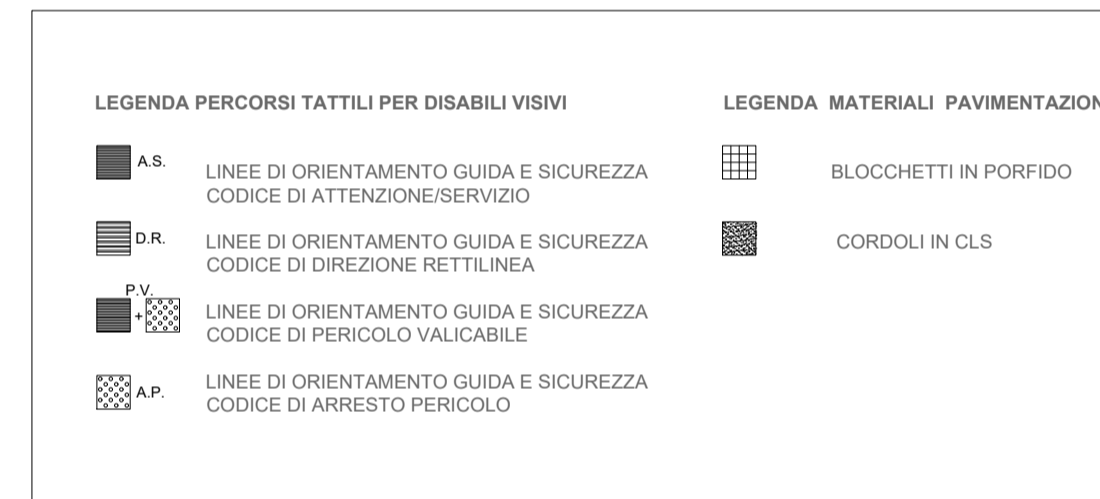 LEGENDA PERCORSI TATTILI PER DISABILI VISIVI
A.S.
LINEE DI ORIENTAMENTO GUIDA E SICUREZZA
CODICE DI ATTENZIONE/SERVIZIO
D.R.
LINEE DI ORIENTAMENTO GUIDA E SICUREZZA
CODICE DI DIREZIONE RETTILINEA
P.V.
+
LINEE DI ORIENTAMENTO GUIDA E SICUREZZA
CODICE DI PERICOLO VALICABILE
A.P.
LINEE DI ORIENTAMENTO GUIDA E SICUREZZA
CODICE DI ARRESTO PERICOLO
LEGENDA MATERIALI PAVIMENTAZION
BLOCCHETTI IN PORFIDO
CORDOLI IN CLS